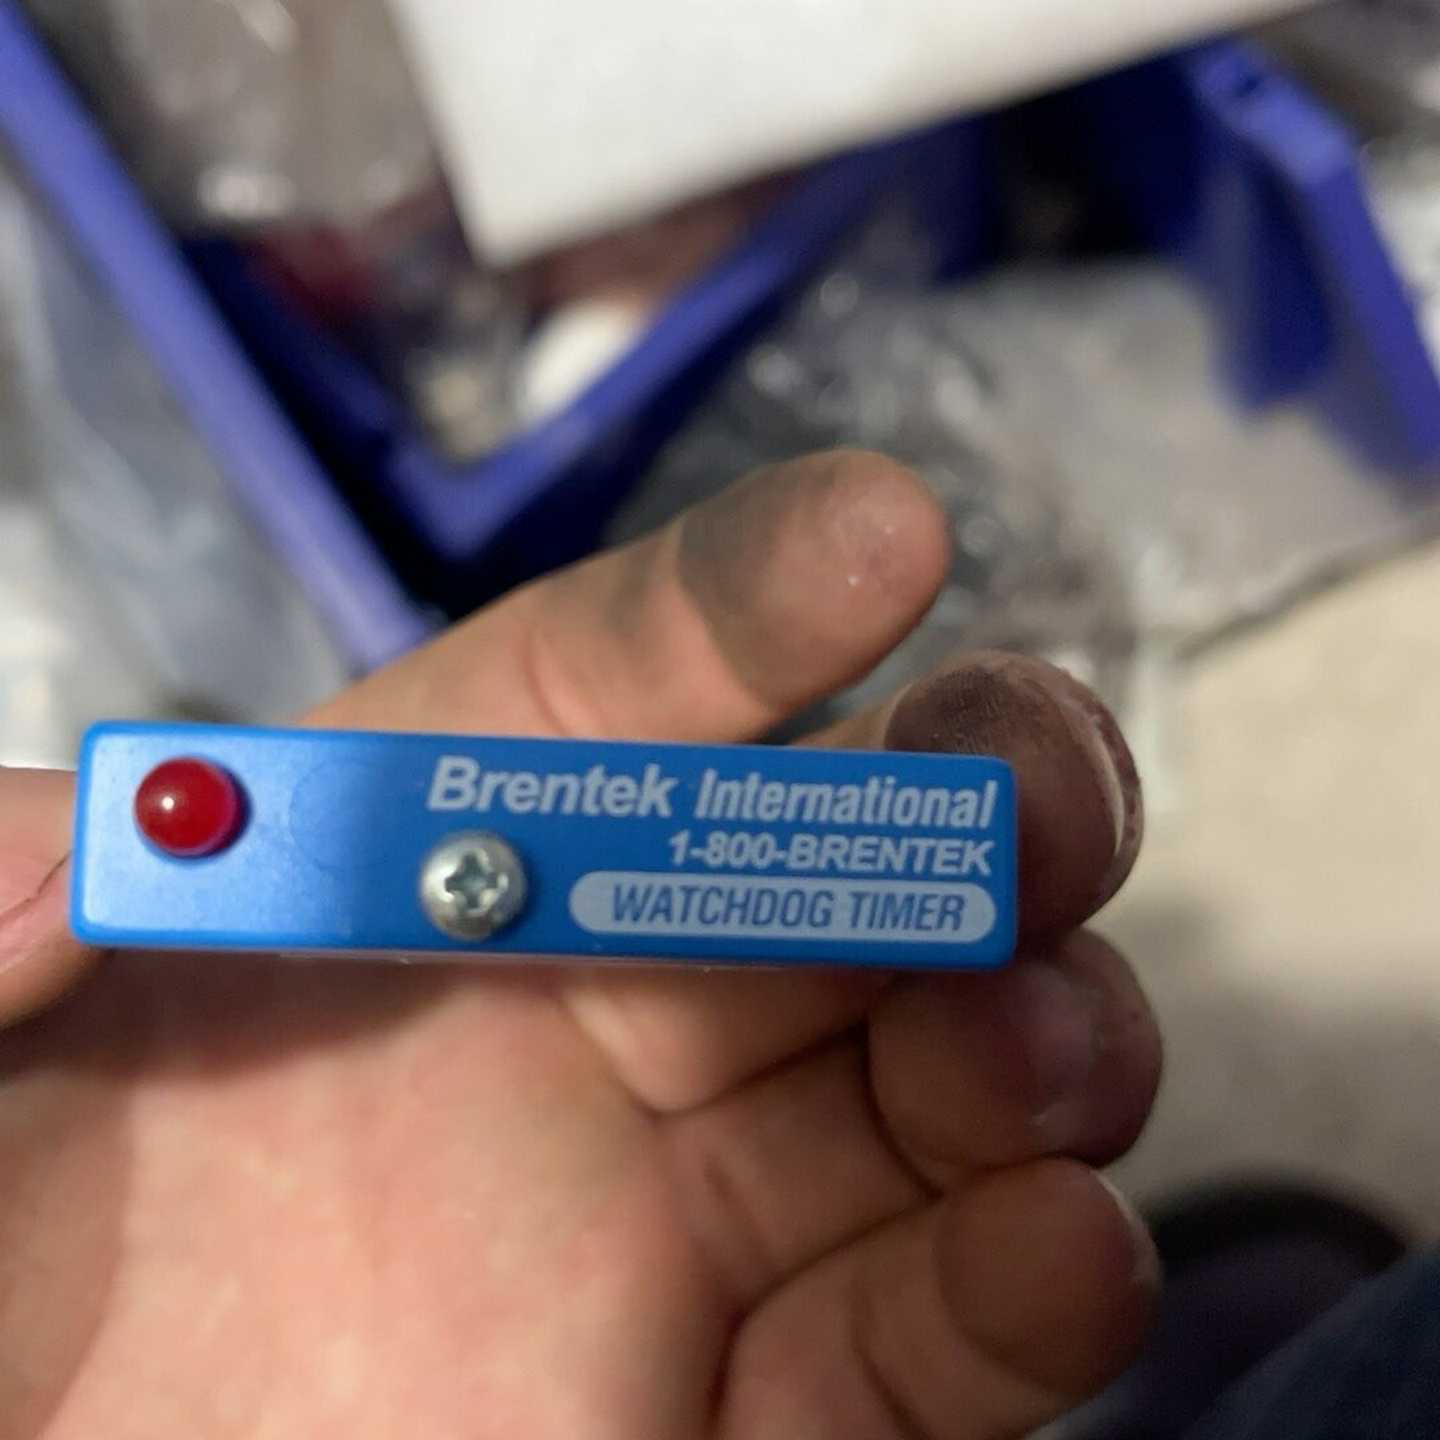 Brentek International
1-800-BRENTEK
WATCHDOG TIMER